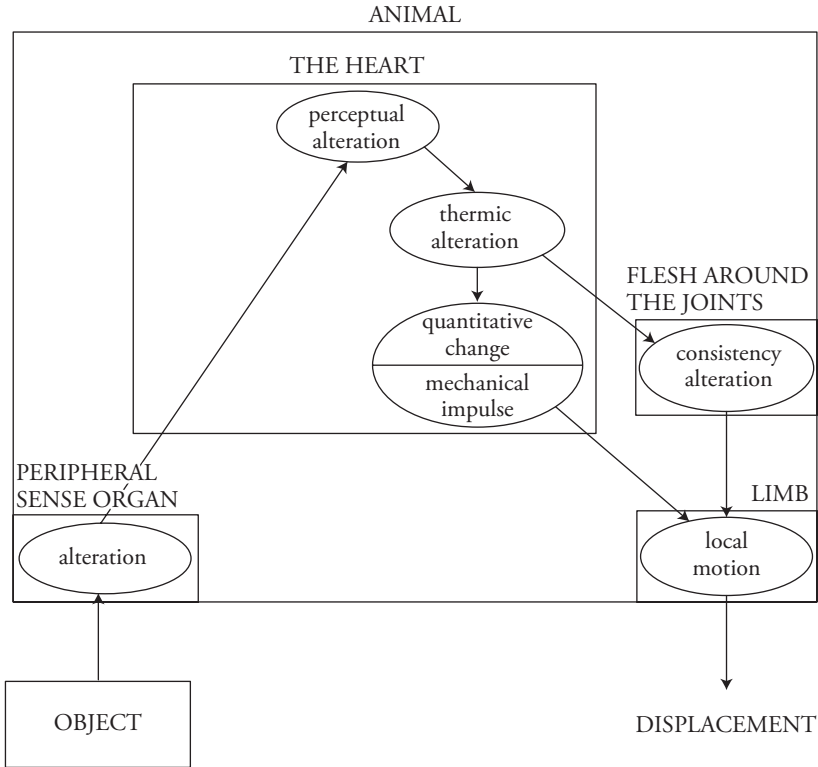 ANIMAL
THE HEART
perceptual
alteration
thermic
alteration
quantitative
change
mechanical
impulse
FLESH AROUND
THE JOINTS
consistency
alteration
PERIPHERAL
SENSE ORGAN
alteration
LIMB
local
motion
OBJECT
DISPLACEMENT